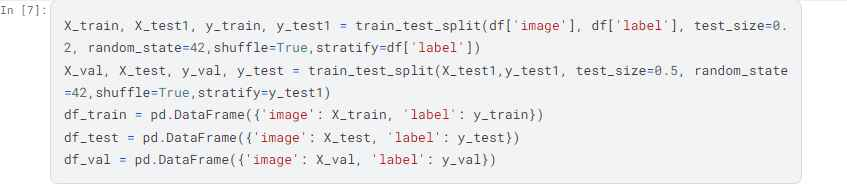 In [7]:
X_train, X_test1, y_train, y_test1 = train_test_split(df['image'], df['label'], test_size=0.
2, random_state=42,shuffle=True,stratify=df['label'])
X_val, X_test, y_val, y_test = train_test_split(X_test1,y_test1, test_size=0.5, random_state
=42,shuffle=True,stratify=y_test1)
df_train = pd.DataFrame({'image': X_train, 'label': y_train})
df_test = pd.DataFrame({'image': X_test, 'label': y_test})
df_val = pd.DataFrame({'image': X_val, 'label': y_val})